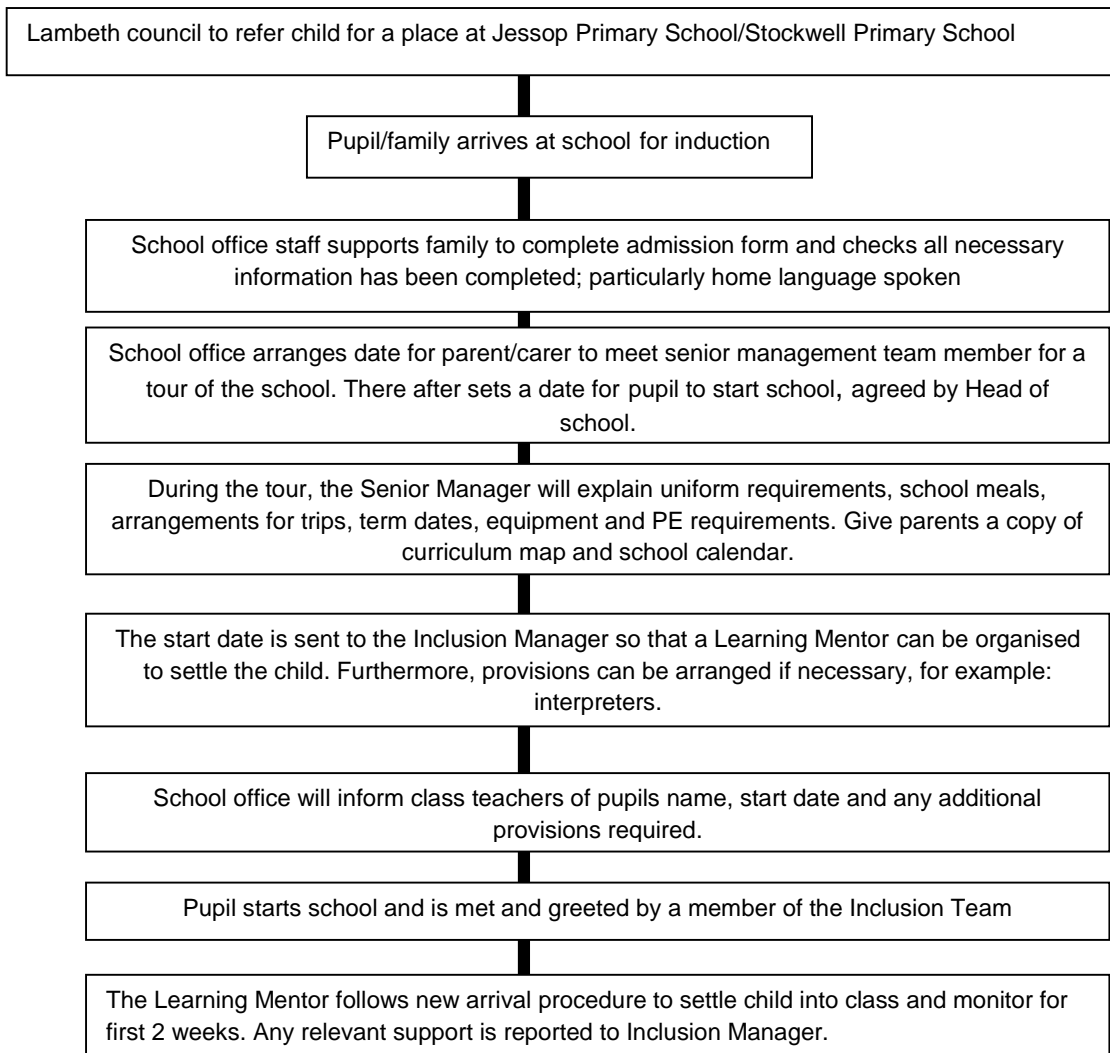 Lambeth council to refer child for a place at Jessop Primary School/Stockwell Primary School
Pupil/family arrives at school for induction
School office staff supports family to complete admission form and checks all necessary
information has been completed; particularly home language spoken
School office arranges date for parent/carer to meet senior management team member for a
tour of the school. There after sets a date for pupil to start school, agreed by Head of
school.
During the tour, the Senior Manager will explain uniform requirements, school meals,
arrangements for trips, term dates, equipment and PE requirements. Give parents a copy of
curriculum map and school calendar.
The start date is sent to the Inclusion Manager so that a Learning Mentor can be organised
to settle the child. Furthermore, provisions can be arranged if necessary, for example:
interpreters.
School office will inform class teachers of pupils name, start date and any additional
provisions required.
Pupil starts school and is met and greeted by a member of the Inclusion Team
The Learning Mentor follows new arrival procedure to settle child into class and monitor for
first 2 weeks. Any relevant support is reported to Inclusion Manager.